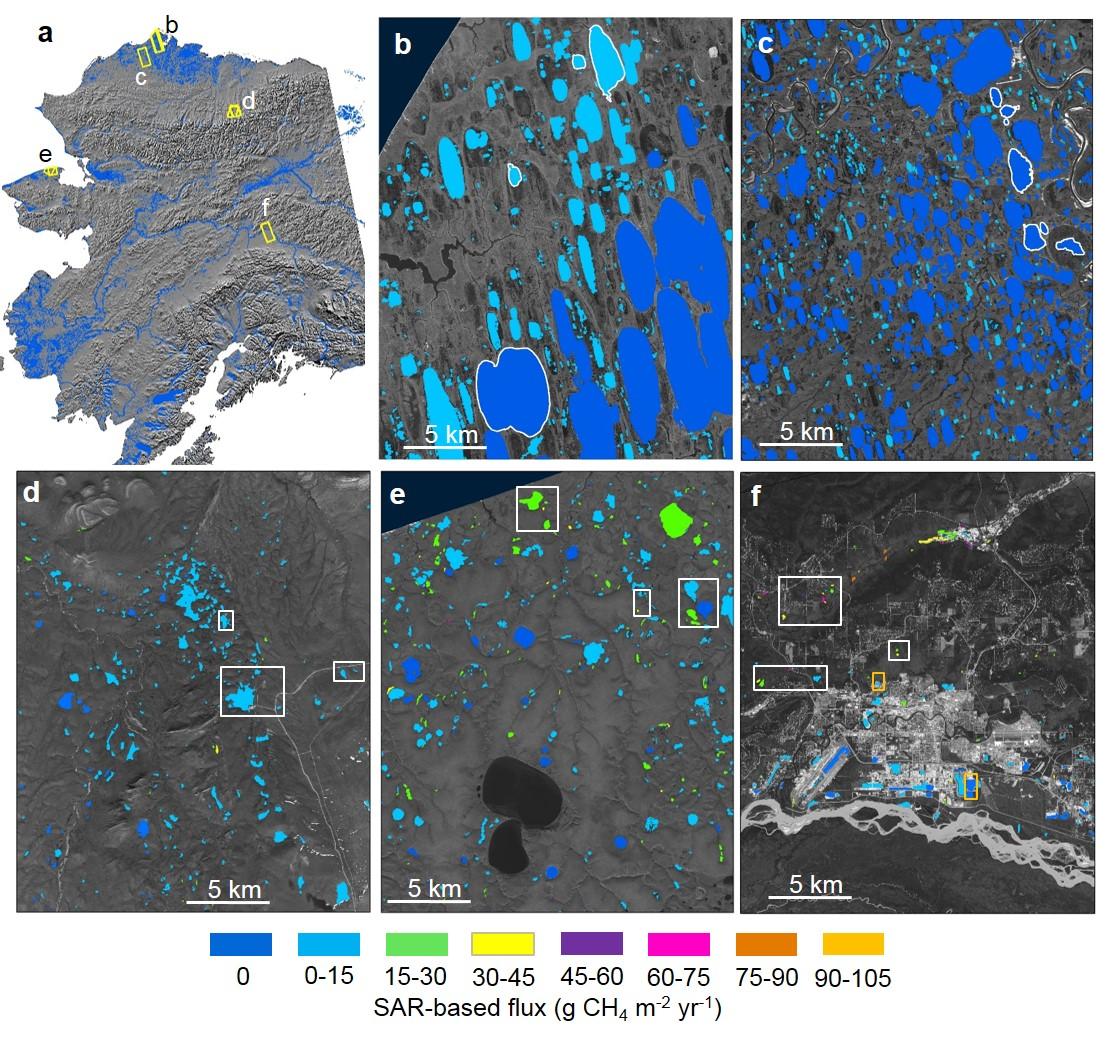 a
b
c
d
e
f
b
5 km
c
5 km
d
5 km
e
5 km
f
5 km
0
0-15
15-30
30-45
45-60
60-75
75-90
90-105
SAR-based flux (g CH₄ m⁻² yr⁻¹)